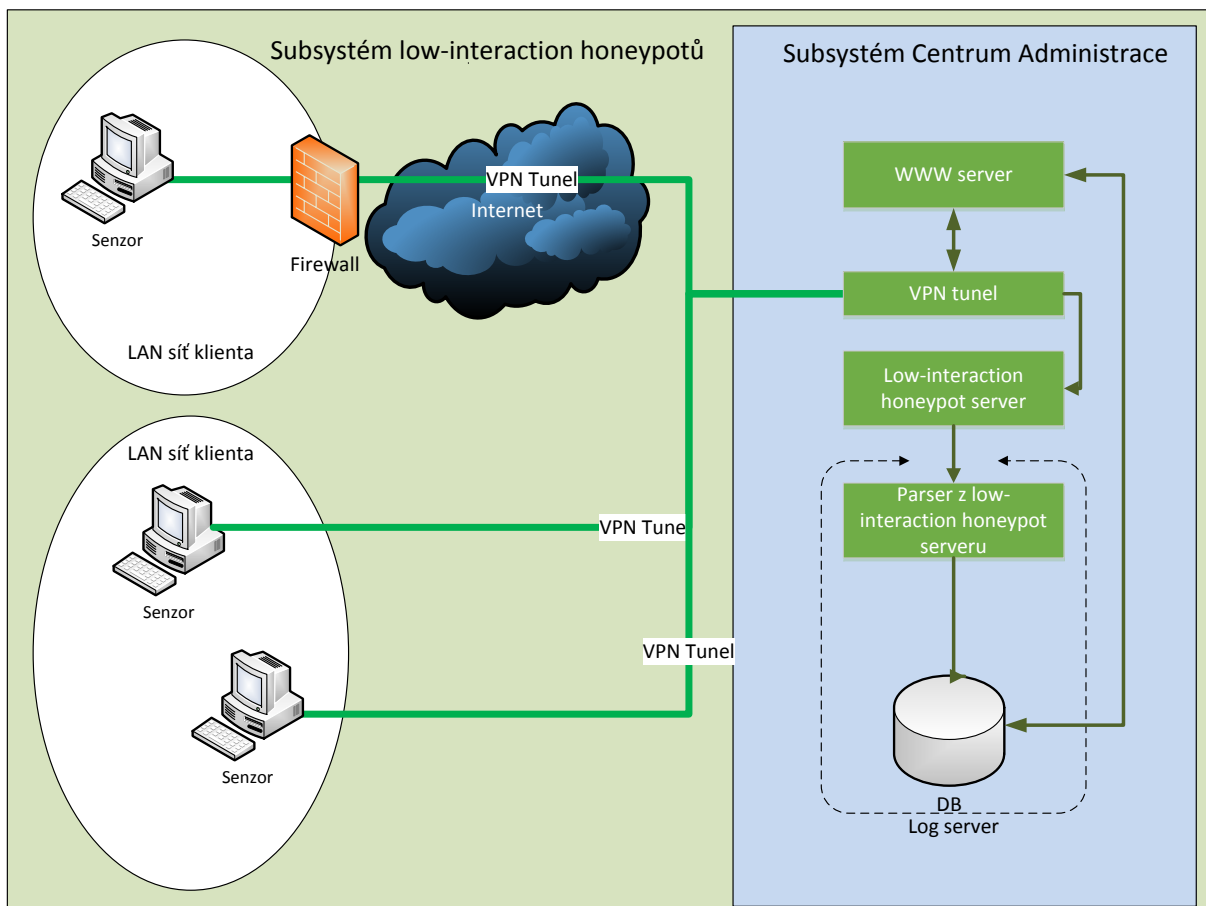 Subsystém low-interaction honeypotů
Senzor
Firewall
VPN Tunel
Internet
LAN síť klienta
LAN síť klienta
Senzor
VPN Tunel
VPN Tunel
Senzor
Subsystém Centrum Administrace
WWW server
VPN tunel
Low-interaction
honeypot server
Parser z low-
interaction honeypot
serveru
DB
Log server